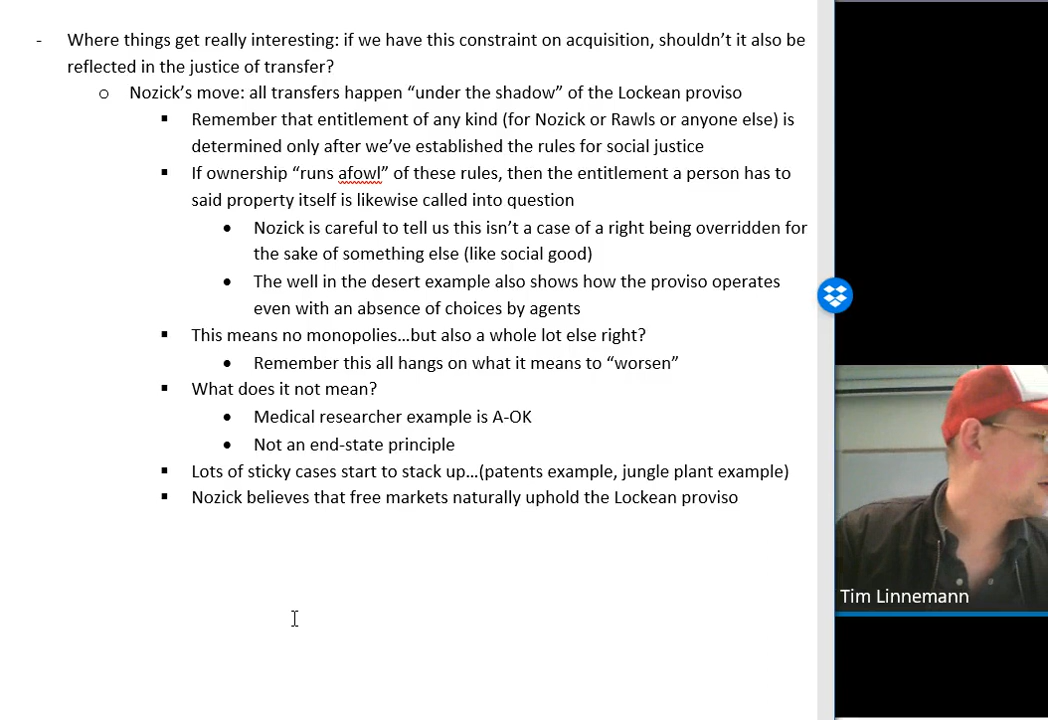 - Where things get really interesting: if we have this constraint on acquisition, shouldn’t it also be
reflected in the justice of transfer?
o Nozick’s move: all transfers happen “under the shadow” of the Lockean proviso
▪ Remember that entitlement of any kind (for Nozick or Rawls or anyone else) is
determined only after we’ve established the rules for social justice
▪ If ownership “runs afowl” of these rules, then the entitlement a person has to
said property itself is likewise called into question
• Nozick is careful to tell us this isn’t a case of a right being overridden for
the sake of something else (like social good)
• The well in the desert example also shows how the proviso operates
even with an absence of choices by agents
▪ This means no monopolies…but also a whole lot else right?
• Remember this all hangs on what it means to “worsen”
▪ What does it not mean?
• Medical researcher example is A-OK
• Not an end-state principle
▪ Lots of sticky cases start to stack up…(patents example, jungle plant example)
▪ Nozick believes that free markets naturally uphold the Lockean proviso
Tim Linnemann